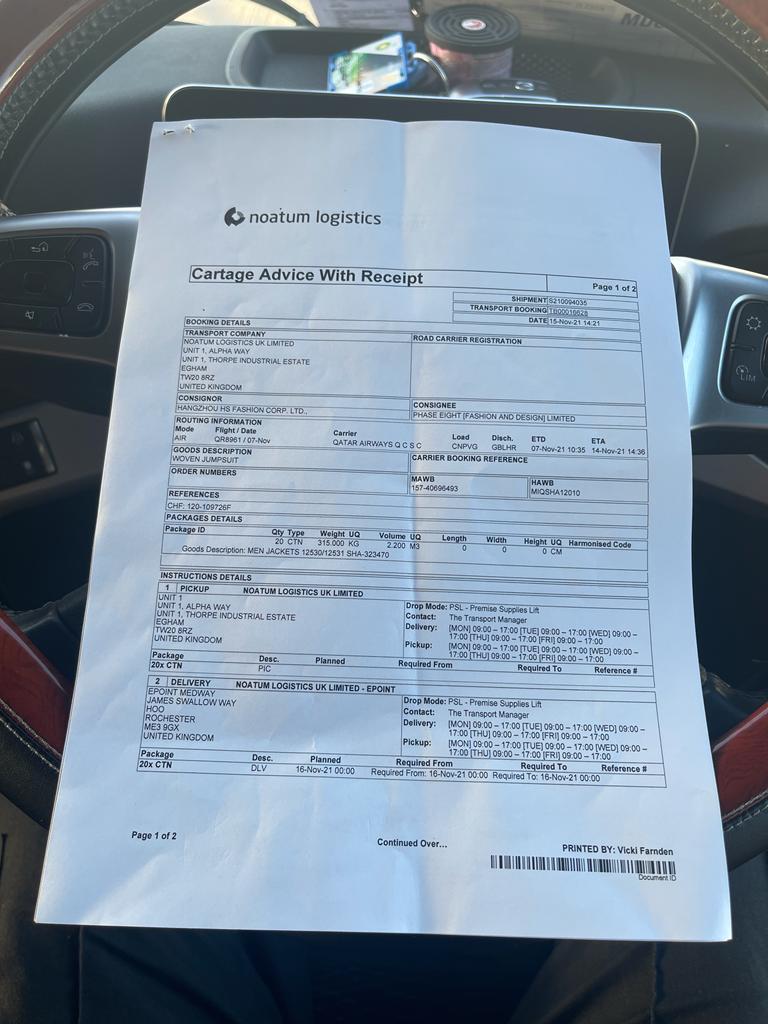 noatum logistics
Cartage Advice With Receipt
Page 1 of 2
SHIPMENT S210094035
TRANSPORT BOOKING TB00016628
DATE 15-Nov-21 14:21
BOOKING DETAILS
TRANSPORT COMPANY ROAD CARRIER REGISTRATION
NOATUM LOGISTICS UK LIMITED
UNIT 1, ALPHA WAY
UNIT 1, THORPE INDUSTRIAL ESTATE
EGHAM
TW20 8RZ
UNITED KINGDOM
CONSIGNOR CONSIGNEE
HANGZHOU HS FASHION CORP. LTD., PHASE EIGHT [FASHION AND DESIGN] LIMITED
ROUTING INFORMATION
Mode Flight / Date Carrier Load Disch. ETD ETA
AIR QR8961 / 07-Nov QATAR AIRWAYS Q C S C CNPVG GBLHR 07-Nov-21 10:35 14-Nov-21 14:36
GOODS DESCRIPTION CARRIER BOOKING REFERENCE
WOVEN JUMPSUIT
ORDER NUMBERS MAWB HAWB
157-40696493 MIQSHA12010
REFERENCES
CHF: 120-109726F
PACKAGES DETAILS
Package ID Qty Type Weight UQ Volume UQ Length Width Height UQ Harmonised Code
20 CTN 315.000 KG 2.200 M3 0 0 0 CM
Goods Description: MEN JACKETS 12530/12531 SHA-323470
INSTRUCTIONS DETAILS
1 PICKUP NOATUM LOGISTICS UK LIMITED
UNIT 1
UNIT 1, ALPHA WAY
UNIT 1, THORPE INDUSTRIAL ESTATE
EGHAM
TW20 8RZ
UNITED KINGDOM
Drop Mode: PSL - Premise Supplies Lift
Contact: The Transport Manager
Delivery: [MON] 09:00 – 17:00 [TUE] 09:00 – 17:00 [WED] 09:00 –
17:00 [THU] 09:00 – 17:00 [FRI] 09:00 – 17:00
Pickup: [MON] 09:00 – 17:00 [TUE] 09:00 – 17:00 [WED] 09:00 –
17:00 [THU] 09:00 – 17:00 [FRI] 09:00 – 17:00
Package Desc. Planned Required From Required To Reference #
20x CTN PIC
2 DELIVERY NOATUM LOGISTICS UK LIMITED - EPOINT
EPOINT MEDWAY
JAMES SWALLOW WAY
HOO
ROCHESTER
ME3 9GX
UNITED KINGDOM
Drop Mode: PSL - Premise Supplies Lift
Contact: The Transport Manager
Delivery: [MON] 09:00 – 17:00 [TUE] 09:00 – 17:00 [WED] 09:00 –
17:00 [THU] 09:00 – 17:00 [FRI] 09:00 – 17:00
Pickup: [MON] 09:00 – 17:00 [TUE] 09:00 – 17:00 [WED] 09:00 –
17:00 [THU] 09:00 – 17:00 [FRI] 09:00 – 17:00
Package Desc. Planned Required From Required To Reference #
20x CTN DLV 16-Nov-21 00:00 Required From: 16-Nov-21 00:00 Required To: 16-Nov-21 00:00
Page 1 of 2
Continued Over...
PRINTED BY: Vicki Farnden
Document ID
LIM